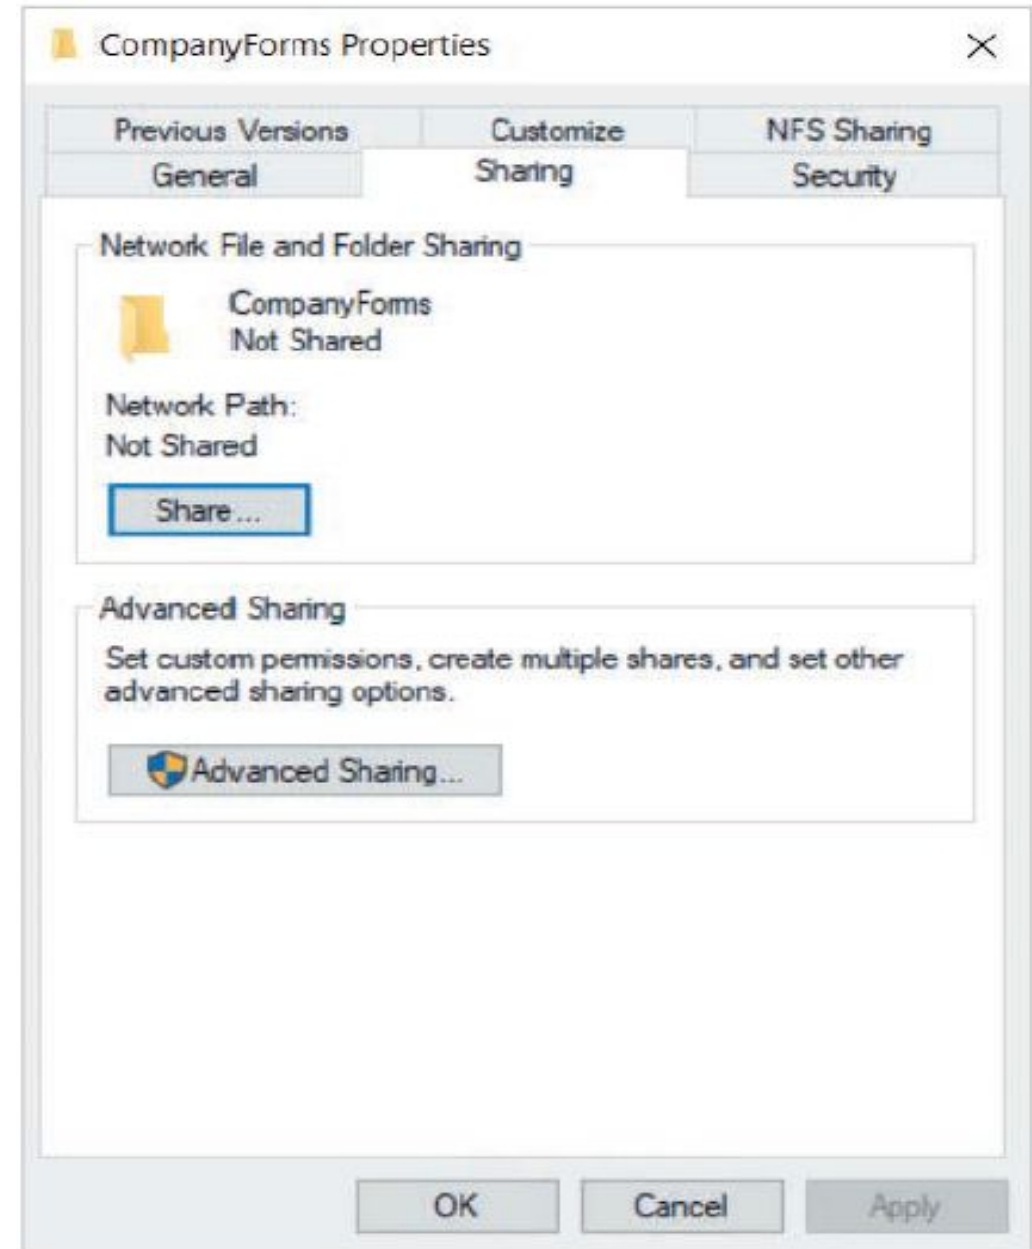 CompanyForms Properties
Previous Versions
Customize
NFS Sharing
General
Sharing
Security
Network File and Folder Sharing
CompanyForms
Not Shared
Network Path:
Not Shared
Share...
Advanced Sharing
Set custom permissions, create multiple shares, and set other
advanced sharing options.
Advanced Sharing...
OK
Cancel
Apply